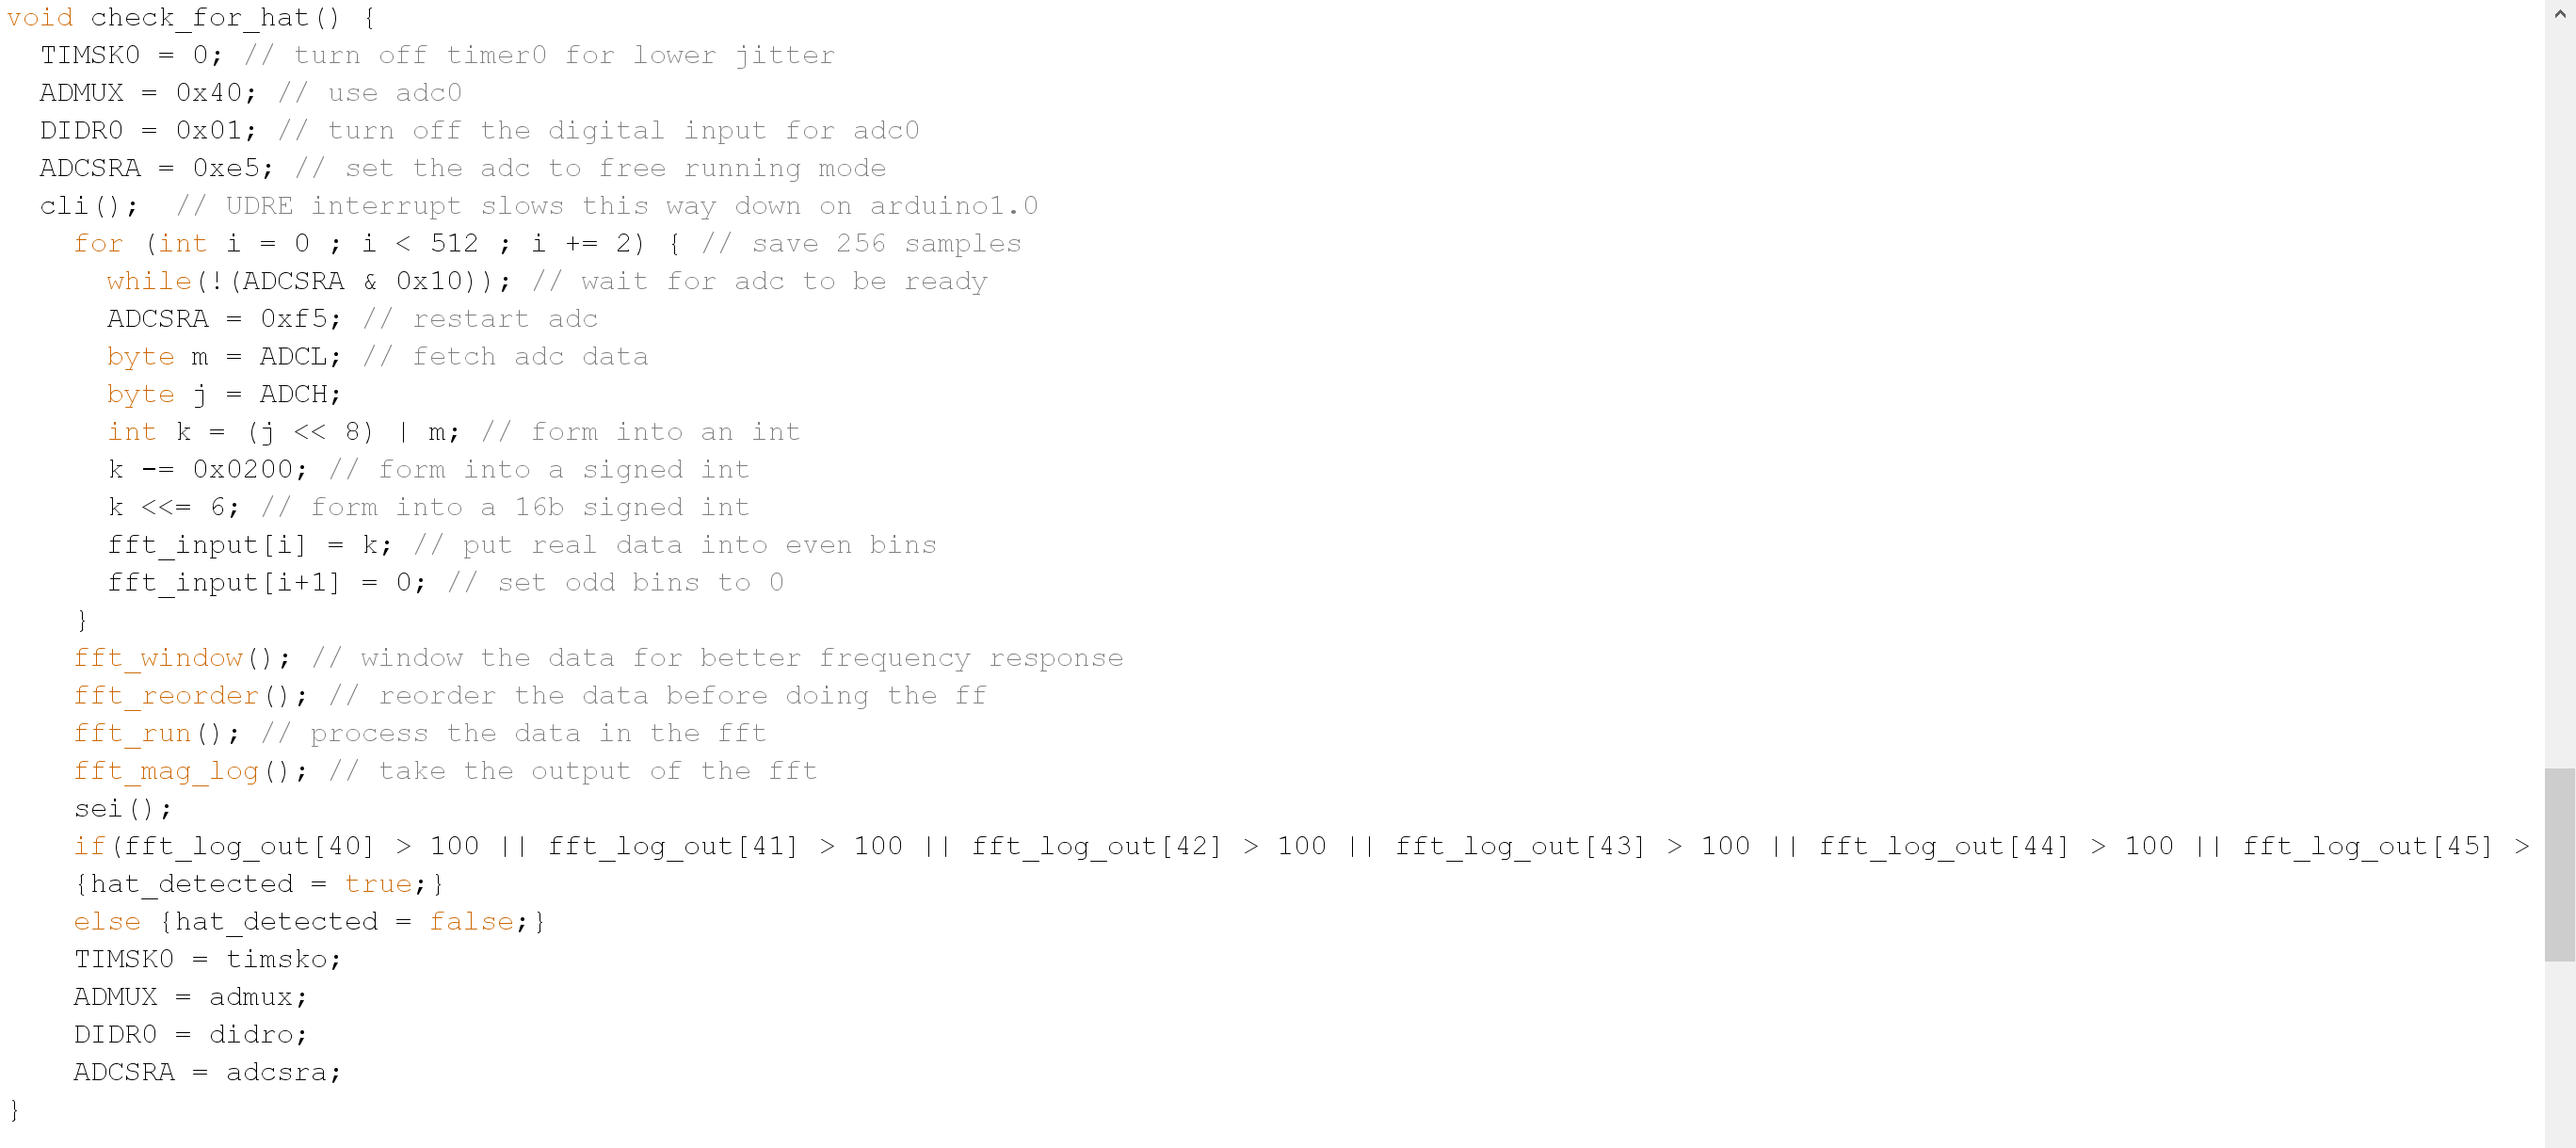 void check_for_hat() {
  TIMSK0 = 0; // turn off timer0 for lower jitter
  ADMUX = 0x40; // use adc0
  DIDR0 = 0x01; // turn off the digital input for adc0
  ADCSRA = 0xe5; // set the adc to free running mode
  cli();  // UDRE interrupt slows this way down on arduino1.0
    for (int i = 0 ; i < 512 ; i += 2) { // save 256 samples
      while(!(ADCSRA & 0x10)); // wait for adc to be ready
      ADCSRA = 0xf5; // restart adc
      byte m = ADCL; // fetch adc data
      byte j = ADCH;
      int k = (j << 8) | m; // form into an int
      k -= 0x0200; // form into a signed int
      k <<= 6; // form into a 16b signed int
      fft_input[i] = k; // put real data into even bins
      fft_input[i+1] = 0; // set odd bins to 0
    }
    fft_window(); // window the data for better frequency response
    fft_reorder(); // reorder the data before doing the ff
    fft_run(); // process the data in the fft
    fft_mag_log(); // take the output of the fft
    sei();
    if(fft_log_out[40] > 100 || fft_log_out[41] > 100 || fft_log_out[42] > 100 || fft_log_out[43] > 100 || fft_log_out[44] > 100 || fft_log_out[45] >
    {hat_detected = true;}
    else {hat_detected = false;}
    TIMSK0 = timsko;
    ADMUX = admux;
    DIDR0 = didro;
    ADCSRA = adcsra;
}